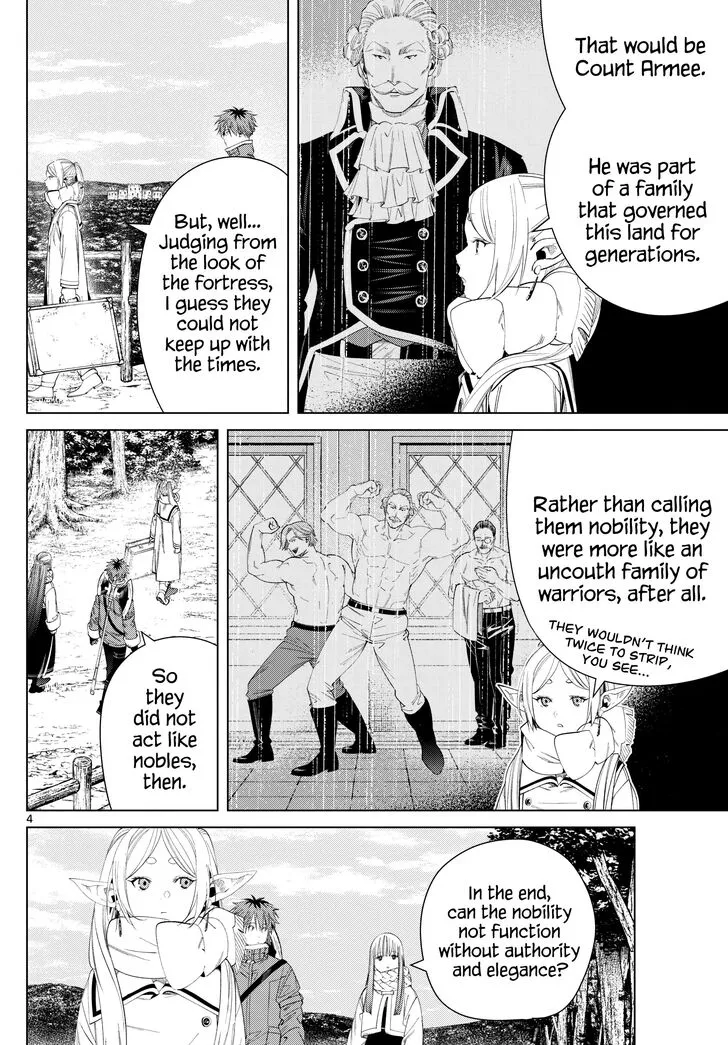 That would be
Count Armee.
He was part
of a family
that governed
this land for
generations.
But, well...
Judging from
the look of
the fortress,
I guess they
could not
keep up with
the times.
Rather than calling
them nobility, they
were more like an
uncouth family of
warriors, after all.
THEY WOULDN'T THINK
TWICE TO STRIP,
YOU SEE...
So
they
did not
act like
nobles,
then.
4
In the end,
can the nobility
not function
without authority
and elegance?